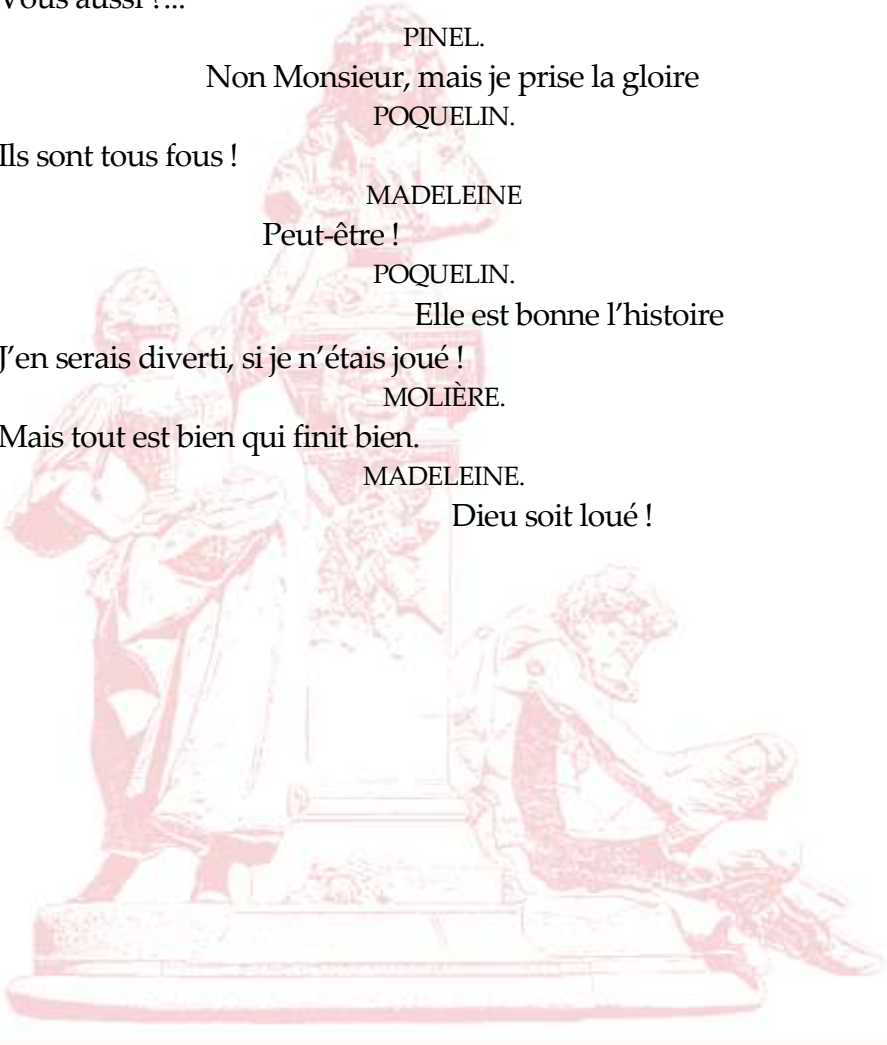 Vous aussi !...
PINEL.
Non Monsieur, mais je prise la gloire
POQUELIN.
Ils sont tous fous !
MADELEINE
Peut-être !
POQUELIN.
Elle est bonne l’histoire
J’en serais diverti, si je n’étais joué !
MOLIÈRE.
Mais tout est bien qui finit bien.
MADELEINE.
Dieu soit loué !